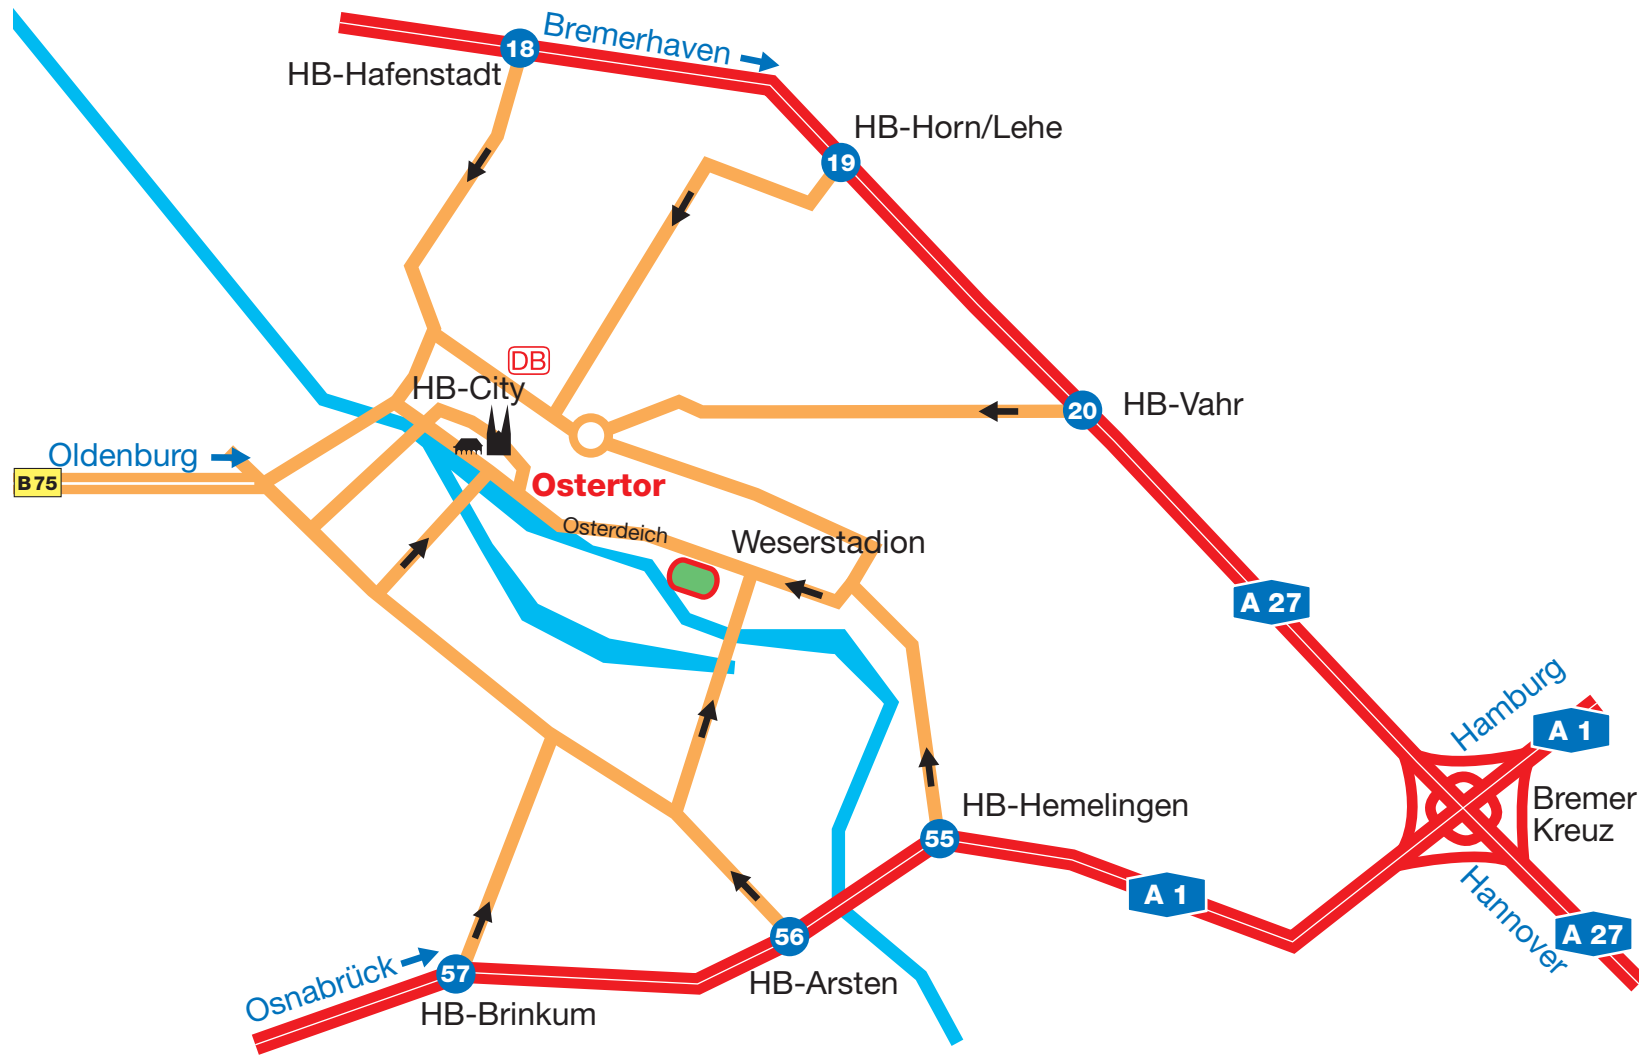 Bremerhaven
18
HB-Hafenstadt
HB-Horn/Lehe
19
DB
HB-City
20
HB-Vahr
Oldenburg
B 75
Ostertor
Osterdeich
Weserstadion
A 27
Hamburg
A 1
Bremer
Kreuz
HB-Hemelingen
55
A 1
Hannover
A 27
56
HB-Arsten
Osnabrück
57
HB-Brinkum